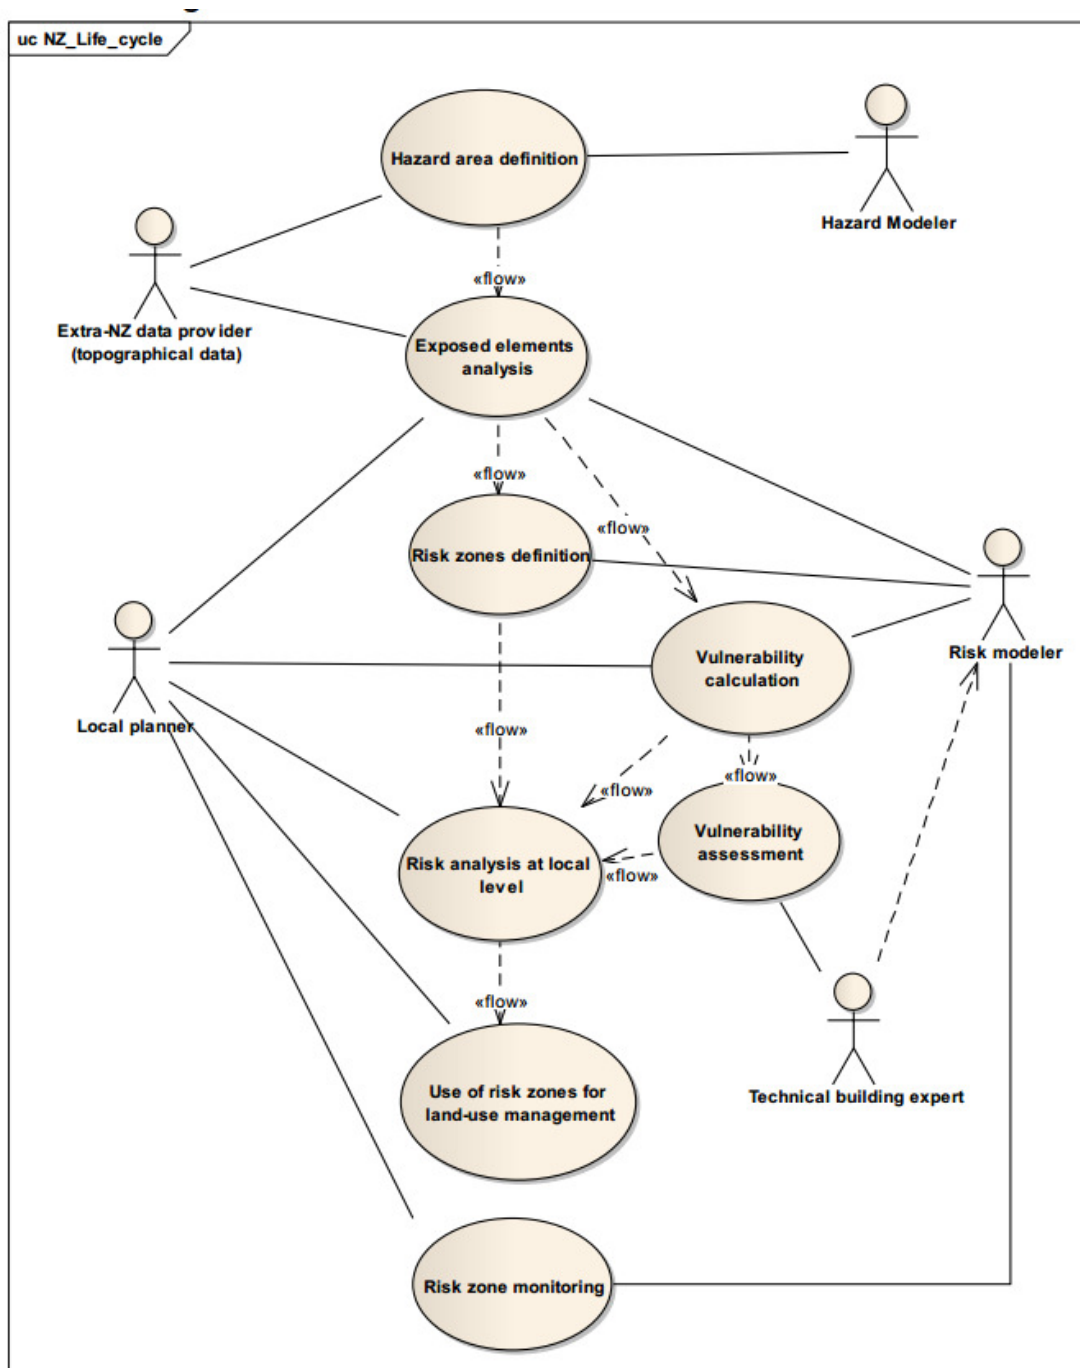 uc NZ_Life_cycle
Hazard area definition
Hazard Modeler
Extra-NZ data provider
(topographical data)
«flow»
Exposed elements
analysis
«flow»
«flow»
Risk zones definition
Risk modeler
Vulnerability
calculation
Local planner
«flow»
«flow»
«flow»
Vulnerability
assessment
Risk analysis at local
level
«flow»
«flow»
Technical building expert
Use of risk zones for
land-use management
Risk zone monitoring